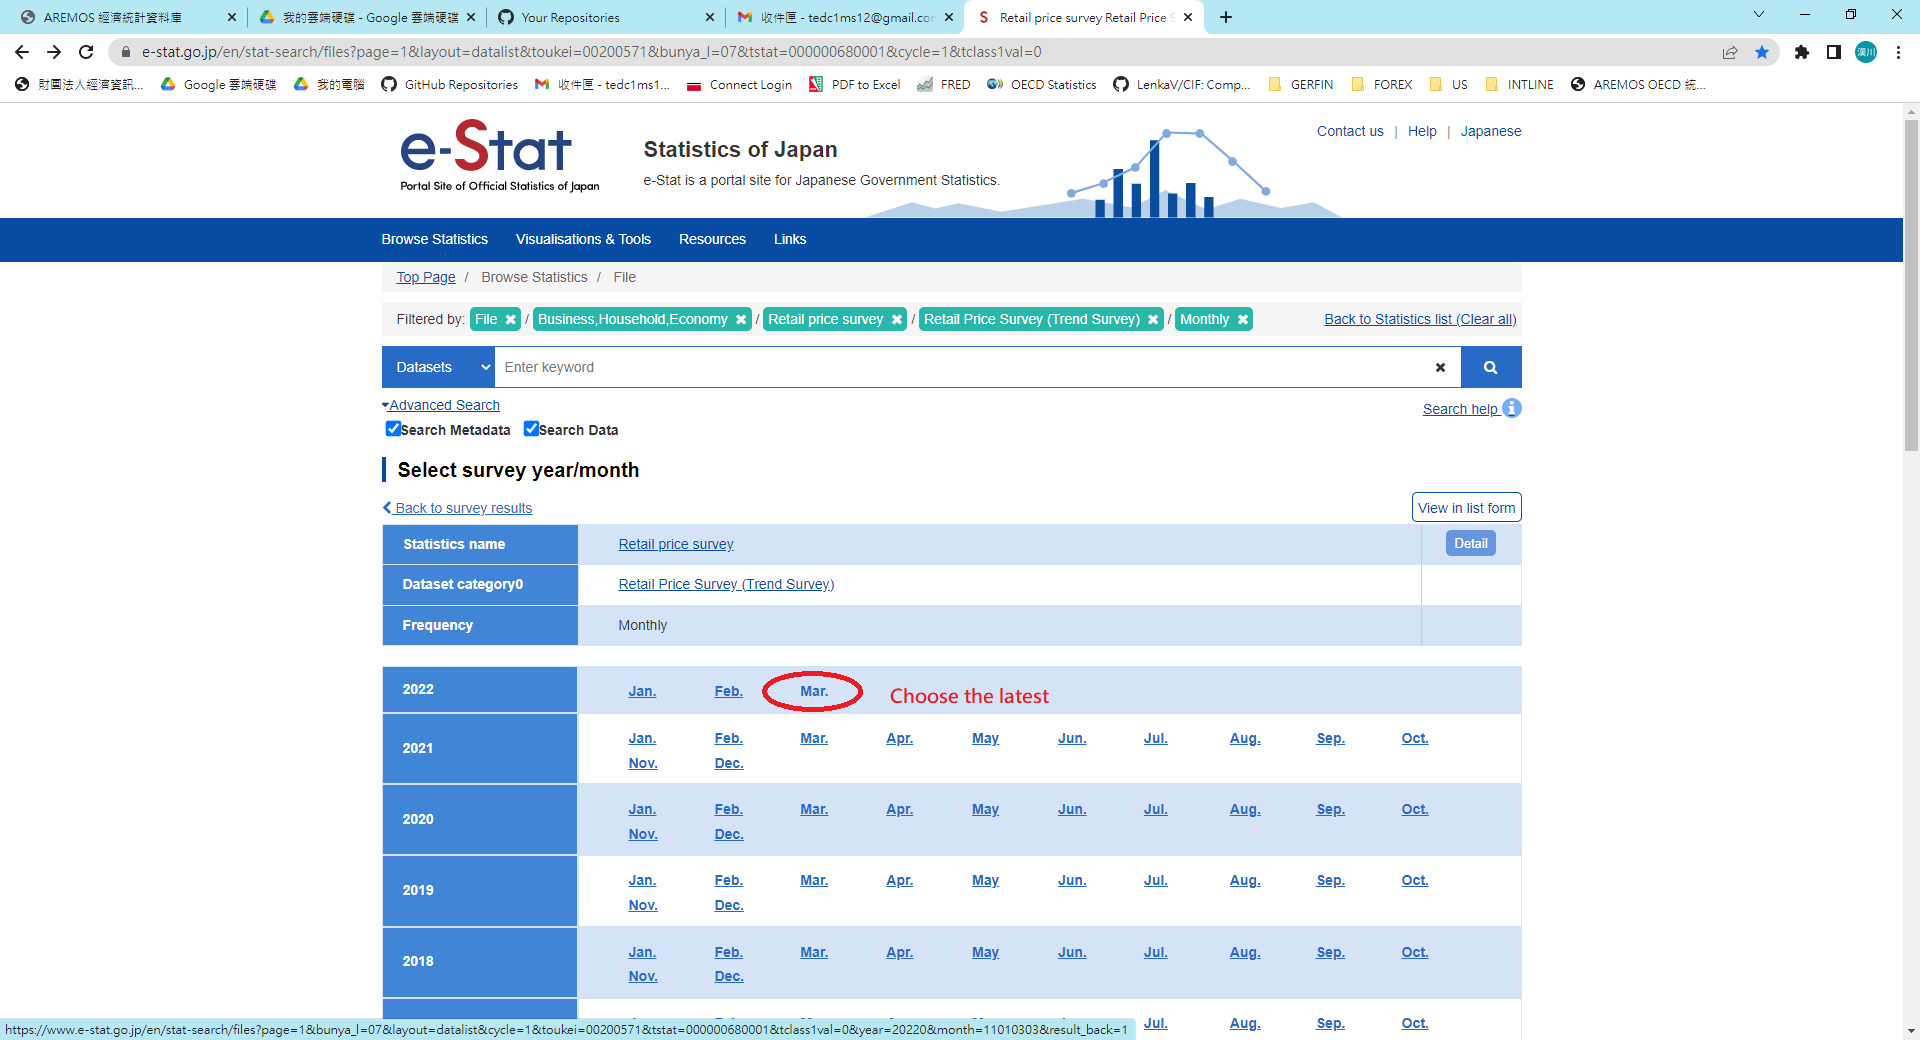 AREMOS 經濟統計資料庫
我的雲端硬碟 - Google 雲端硬碟
Your Repositories
收件匣 - tedc1ms12@gmail.co
Retail price survey Retail Price S
e-stat.go.jp/en/stat-search/files?page=1&layout=datalist&toukei=00200571&bunya_l=07&tstat=000000680001&cycle=1&tclass1val=0
漢川
財團法人經濟資訊...
Google 雲端硬碟
我的電腦
GitHub Repositories
收件匣 - tedc1ms1...
Connect Login
PDF to Excel
FRED
OECD Statistics
LenkaV/CIF: Comp...
GERFIN
FOREX
US
INTLINE
AREMOS OECD 統...
e-Stat
Portal Site of Official Statistics of Japan
Statistics of Japan
e-Stat is a portal site for Japanese Government Statistics.
Contact us | Help | Japanese
Browse Statistics Visualisations & Tools Resources Links
Top Page / Browse Statistics / File
Filtered by: File / Business,Household,Economy / Retail price survey / Retail Price Survey (Trend Survey) / Monthly
Back to Statistics list (Clear all)
Datasets
Enter keyword
Advanced Search
Search help
Search Metadata Search Data
Select survey year/month
Back to survey results
View in list form
Statistics name Retail price survey Detail
Dataset category0 Retail Price Survey (Trend Survey)
Frequency Monthly
2022 Jan. Feb. Mar. Choose the latest
2021 Jan. Feb. Mar. Apr. May Jun. Jul. Aug. Sep. Oct.
Nov. Dec.
2020 Jan. Feb. Mar. Apr. May Jun. Jul. Aug. Sep. Oct.
Nov. Dec.
2019 Jan. Feb. Mar. Apr. May Jun. Jul. Aug. Sep. Oct.
Nov. Dec.
2018 Jan. Feb. Mar. Apr. May Jun. Jul. Aug. Sep. Oct.
Nov. Dec.
Jul. Aug. Sep. Oct.
https://www.e-stat.go.jp/en/stat-search/files?page=1&bunya_l=07&layout=datalist&cycle=1&toukei=00200571&tstat=000000680001&tclass1val=0&year=20220&month=11010303&result_back=1